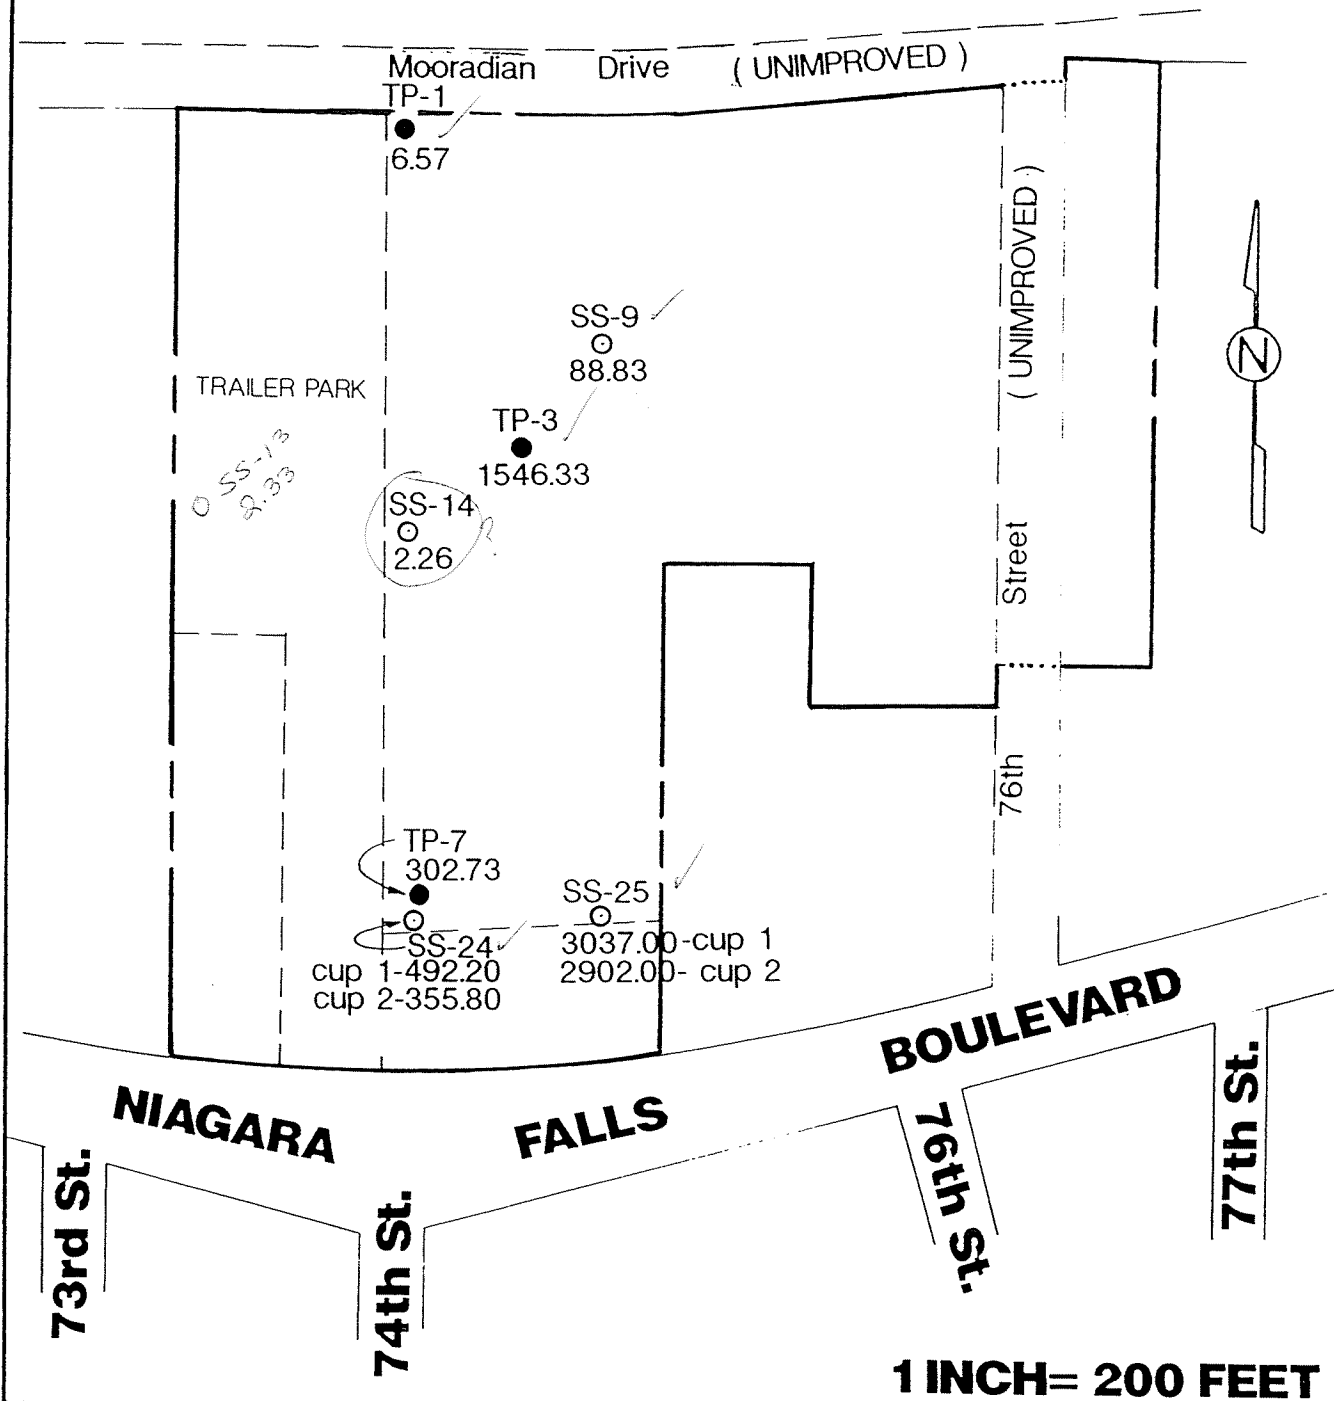 Mooradian Drive ( UNIMPROVED )
TP-1
6.57
( UNIMPROVED )
SS-9
88.83
N
TRAILER PARK
TP-3
1546.33
SS-13
2.33
SS-14
?
2.26
Street
76th
TP-7
302.73
SS-25
3037.00-cup 1
2902.00- cup 2
SS-24
cup 1-492.20
cup 2-355.80
NIAGARA FALLS BOULEVARD
73rd St.
74th St.
76th St.
77th St.
1 INCH= 200 FEET